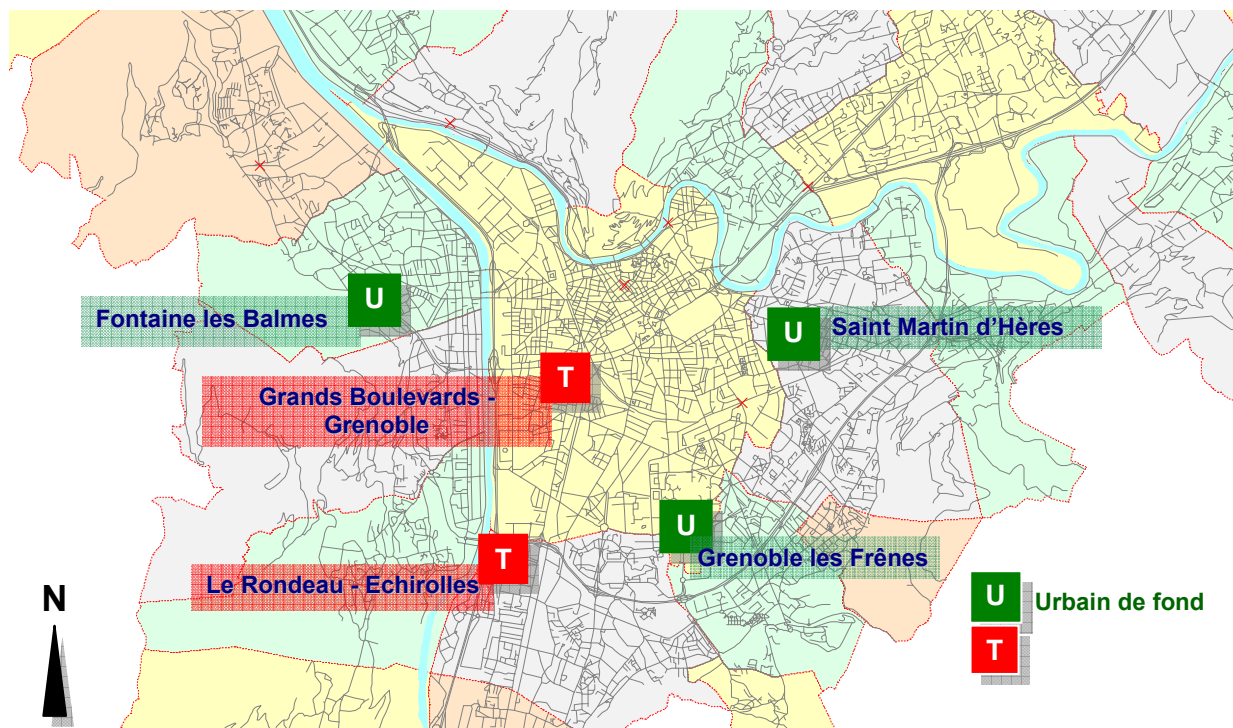 U
Fontaine les Balmes
U
Saint Martin d'Hères
T
Grands Boulevards -
Grenoble
U
Grenoble les Frênes
T
Le Rondeau - Echirolles
N
U
Urbain de fond
T